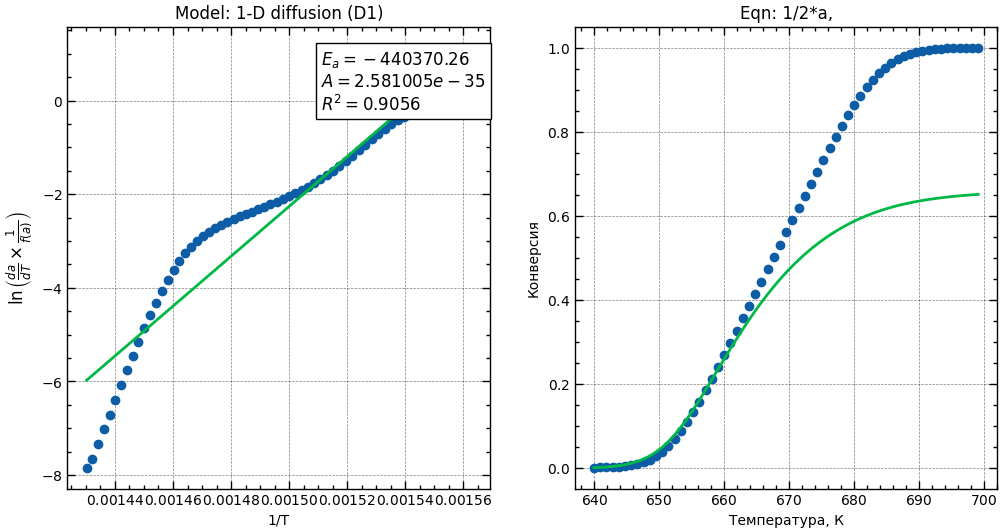 Model: 1-D diffusion (D1)
Eqn: 1/2*a,
E_a = −440370.26
A = 2.581005e − 35
R² = 0.9056
ln (da/dT × 1/f(a))
0
−2
−4
−6
−8
0.00144 0.00146 0.00148 0.00150 0.00152 0.00154 0.00156
1/T
Конверсия
1.0
0.8
0.6
0.4
0.2
0.0
640 650 660 670 680 690 700
Температура, К